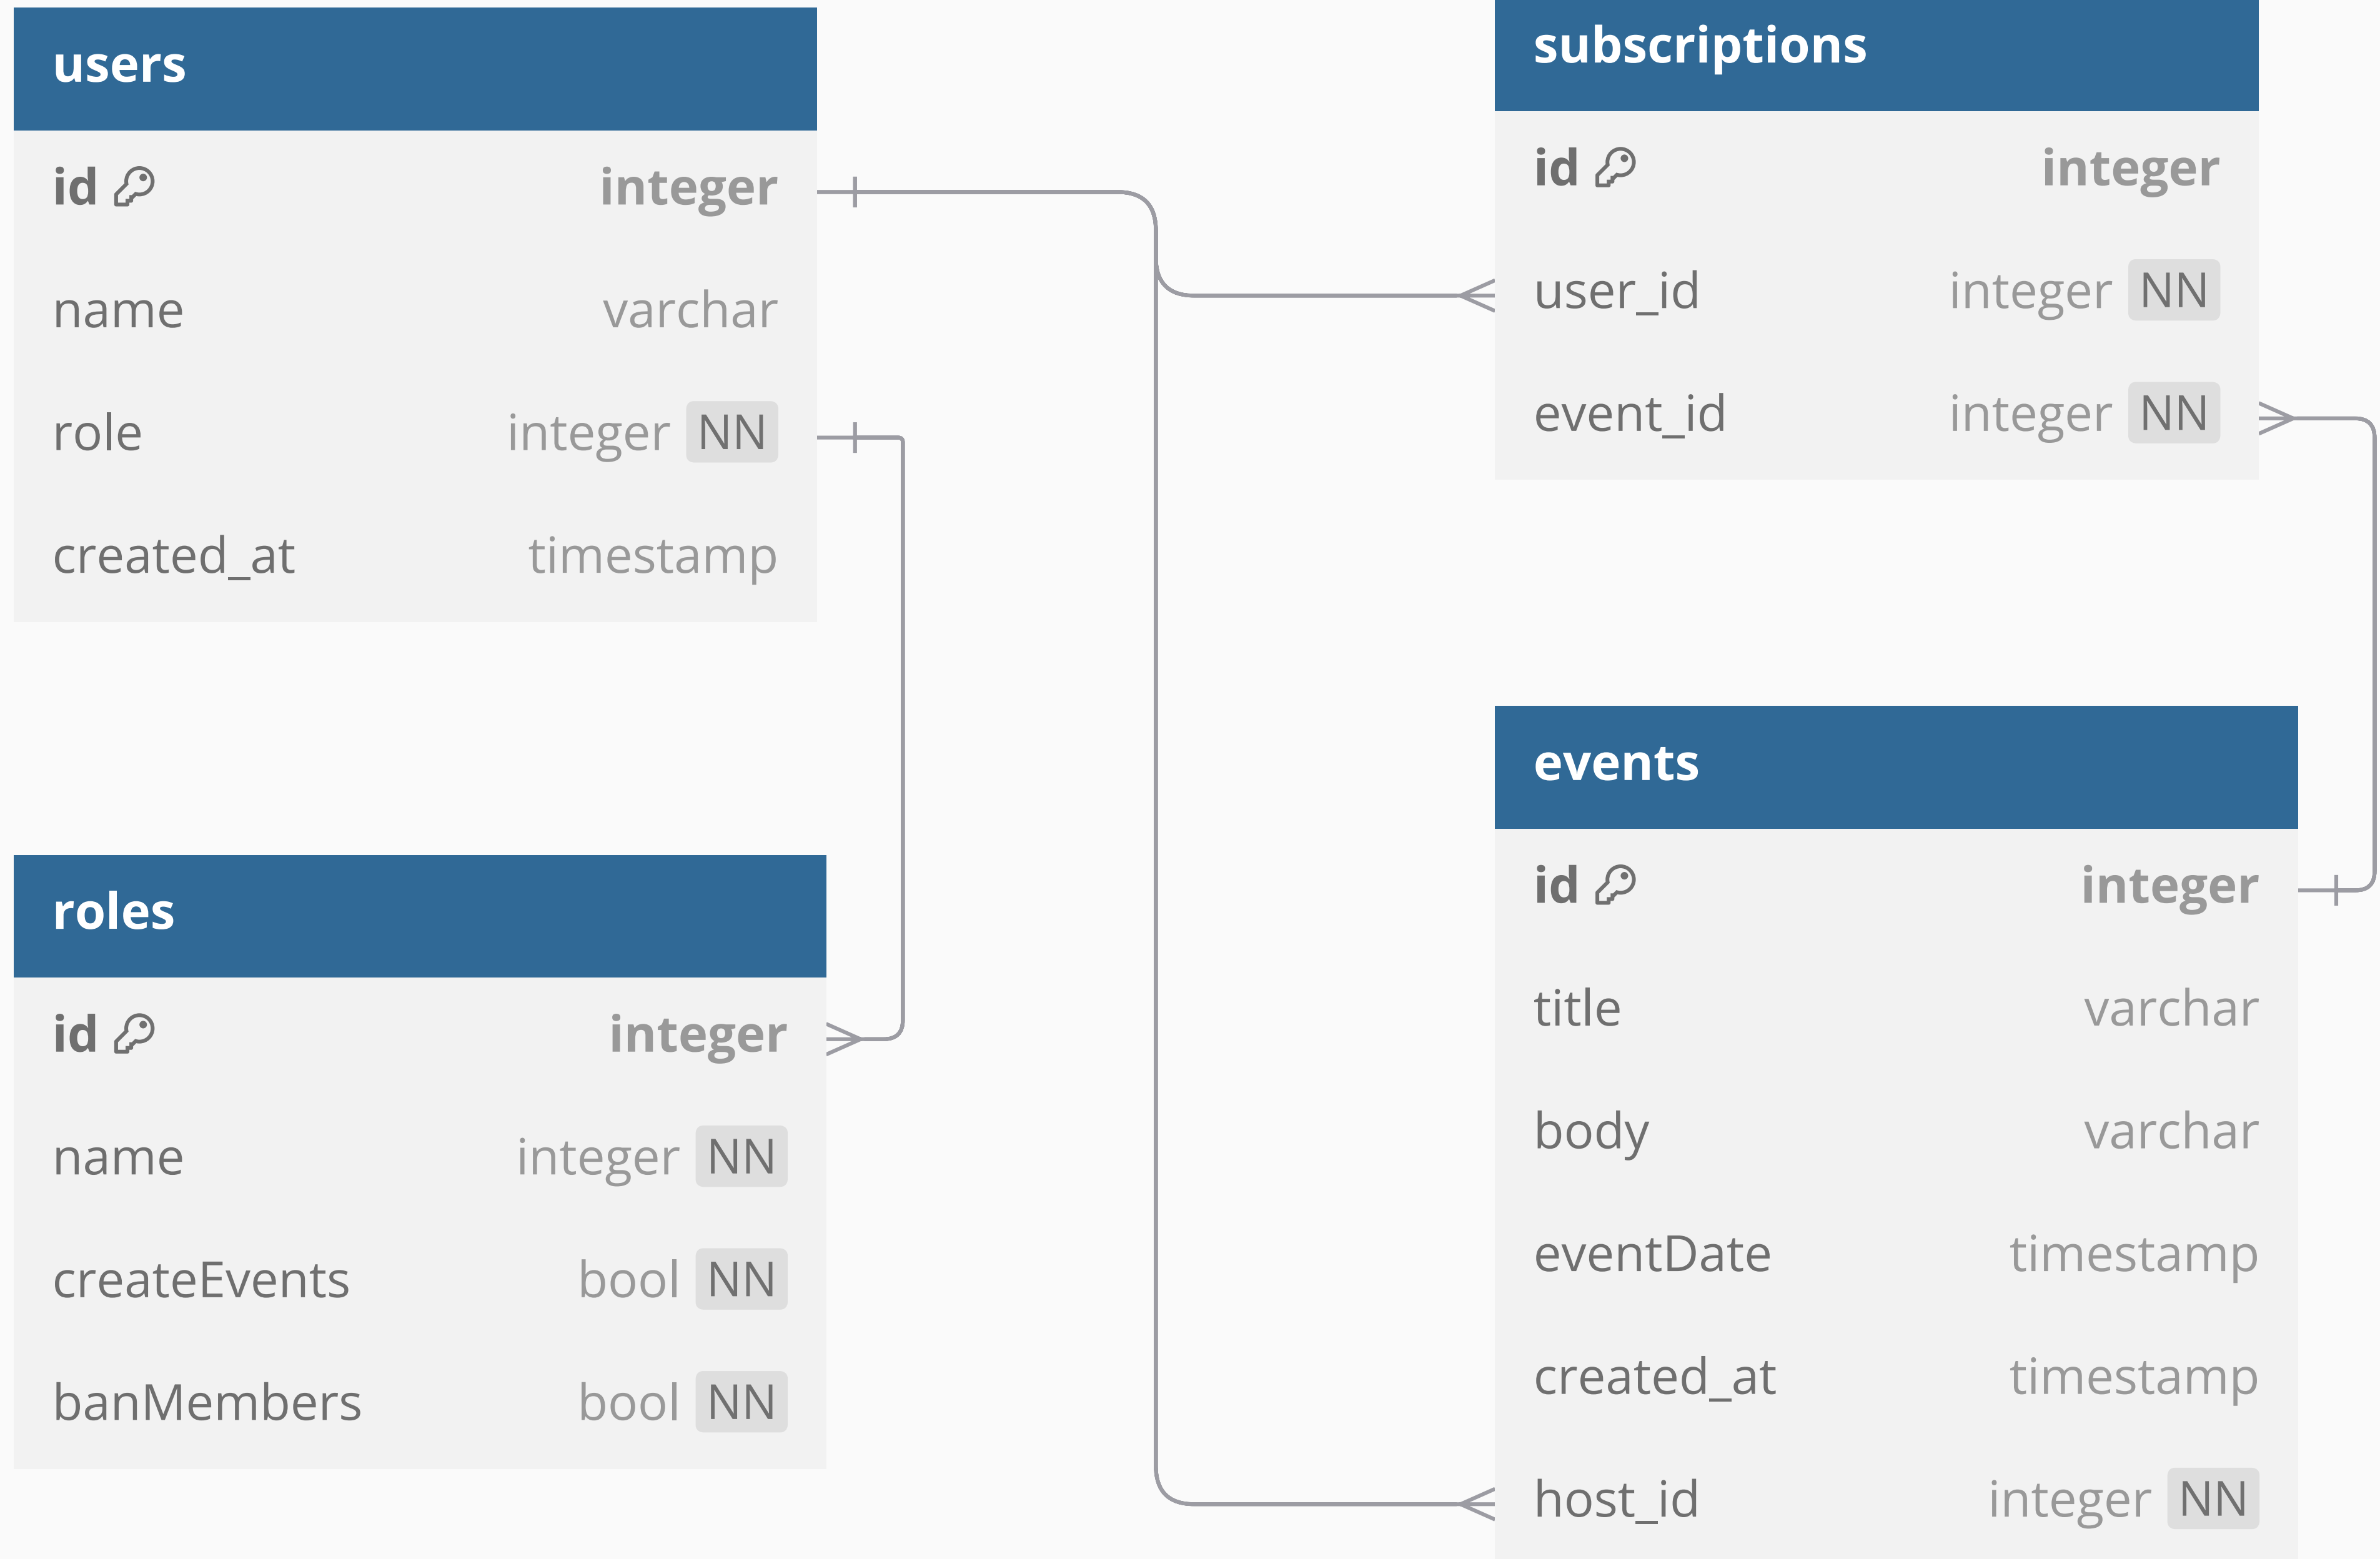 users
id integer
name varchar
role integer NN
created_at timestamp
roles
id integer
name integer NN
createEvents bool NN
banMembers bool NN
subscriptions
id integer
user_id integer NN
event_id integer NN
events
id integer
title varchar
body varchar
eventDate timestamp
created_at timestamp
host_id integer NN